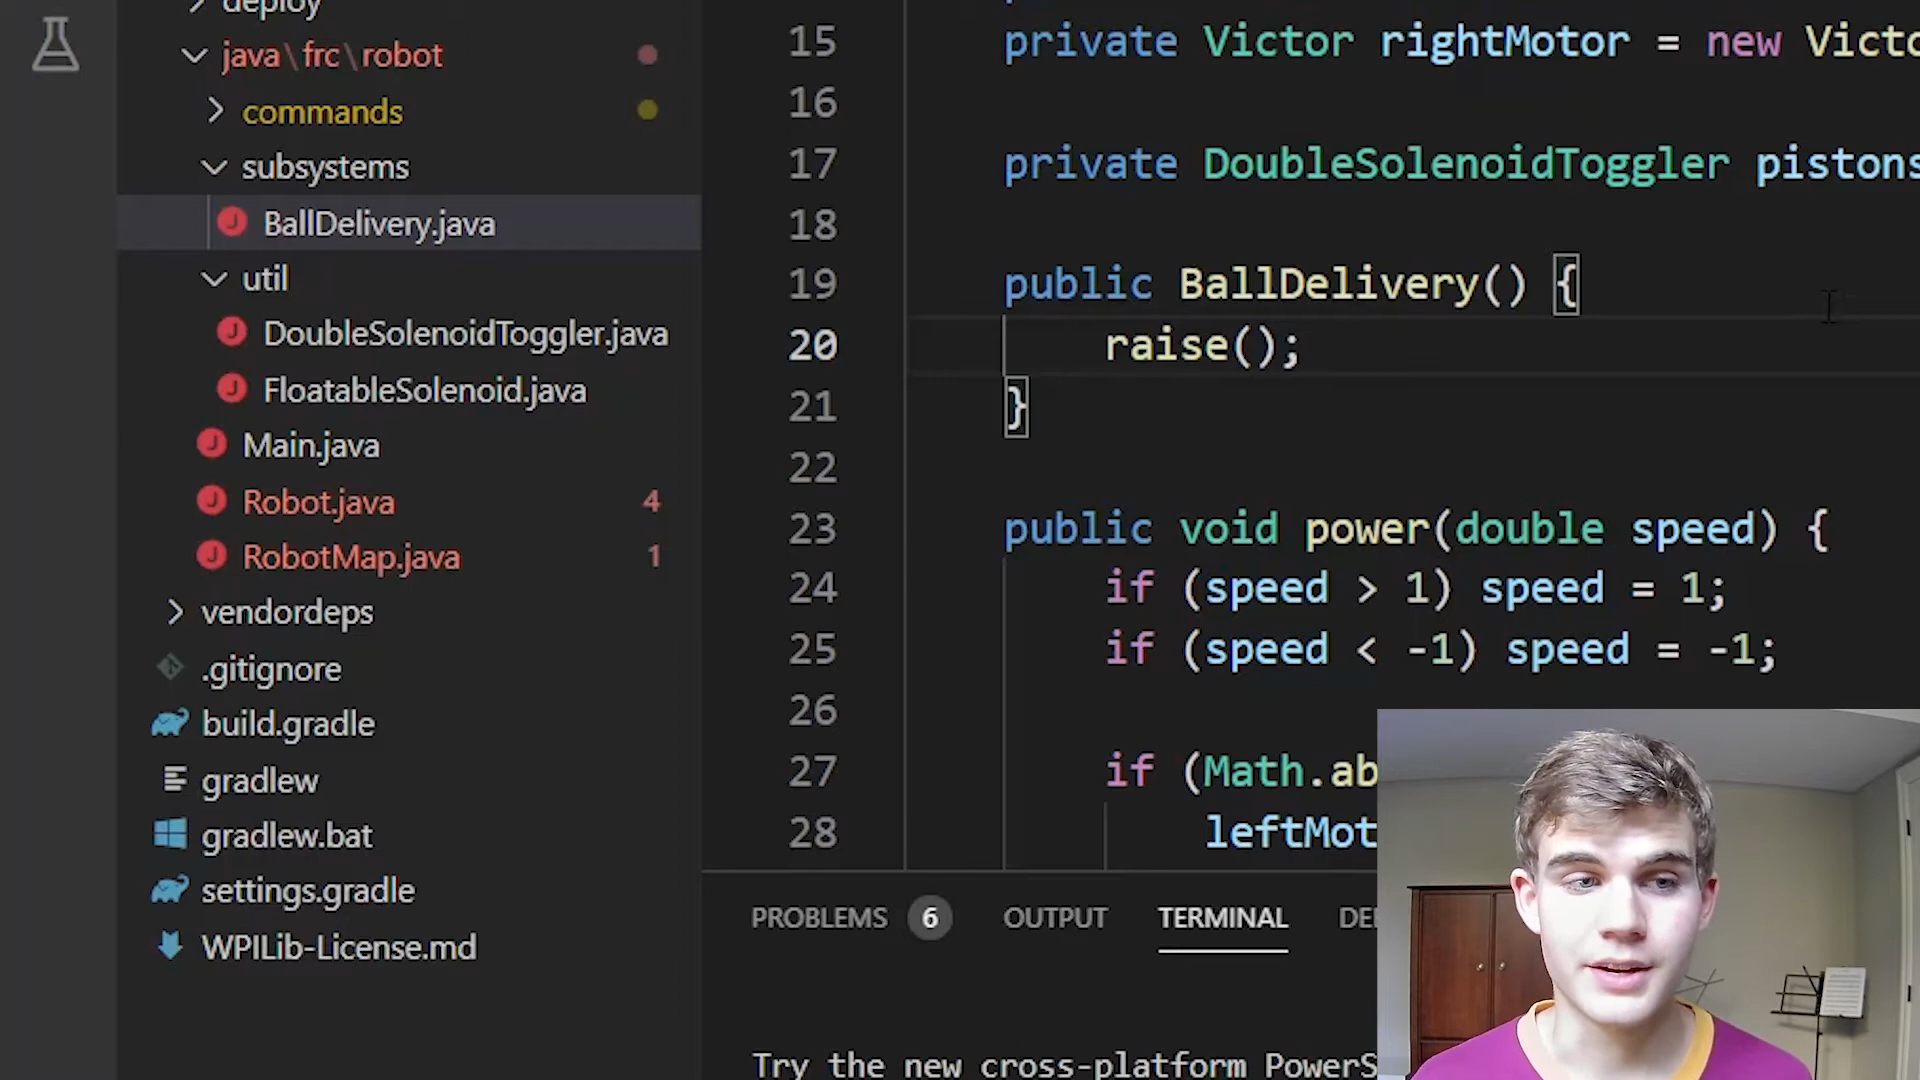 deploy
java\frc\robot
commands
subsystems
BallDelivery.java
util
DoubleSolenoidToggler.java
FloatableSolenoid.java
Main.java
Robot.java 4
RobotMap.java 1
vendordeps
.gitignore
build.gradle
gradlew
gradlew.bat
settings.gradle
WPILib-License.md
15 private Victor rightMotor = new Victo
16
17 private DoubleSolenoidToggler pistons
18
19 public BallDelivery() {
20 raise();
21 }
22
23 public void power(double speed) {
24 if (speed > 1) speed = 1;
25 if (speed < -1) speed = -1;
26
27 if (Math.ab
28 leftMot
PROBLEMS 6 OUTPUT TERMINAL DE
Try the new cross-platform PowerS